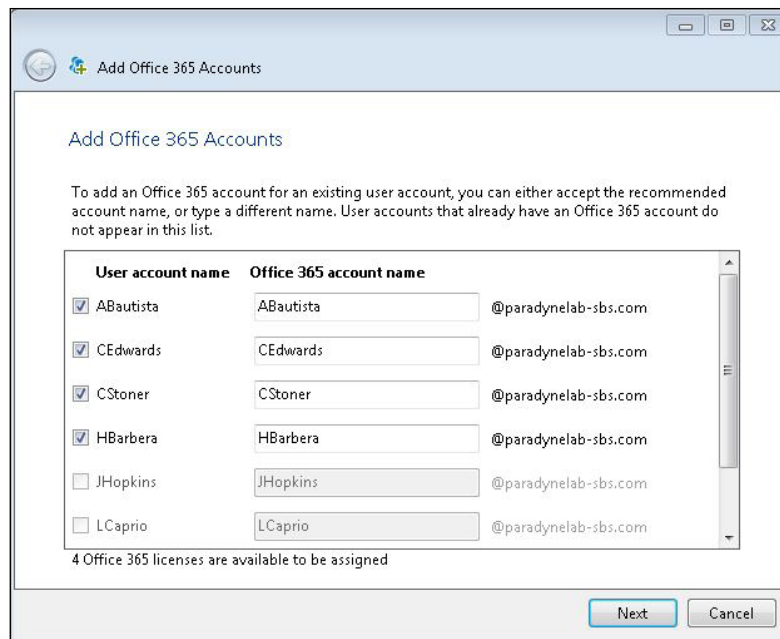 Add Office 365 Accounts
Add Office 365 Accounts
To add an Office 365 account for an existing user account, you can either accept the recommended
account name, or type a different name. User accounts that already have an Office 365 account do
not appear in this list.
User account name Office 365 account name
ABautista ABautista @paradynelab-sbs.com
CEdwards CEdwards @paradynelab-sbs.com
CStoner CStoner @paradynelab-sbs.com
HBarbera HBarbera @paradynelab-sbs.com
JHopkins JHopkins @paradynelab-sbs.com
LCaprio LCaprio @paradynelab-sbs.com
4 Office 365 licenses are available to be assigned
Next Cancel